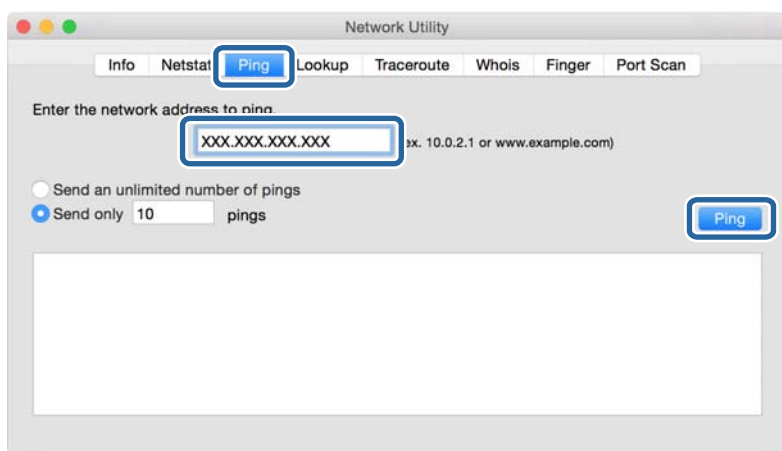 Network Utility
Info Netstat Ping Lookup Traceroute Whois Finger Port Scan
Enter the network address to ping.
XXX.XXX.XXX.XXX ex. 10.0.2.1 or www.example.com)
Send an unlimited number of pings
Send only 10 pings
Ping